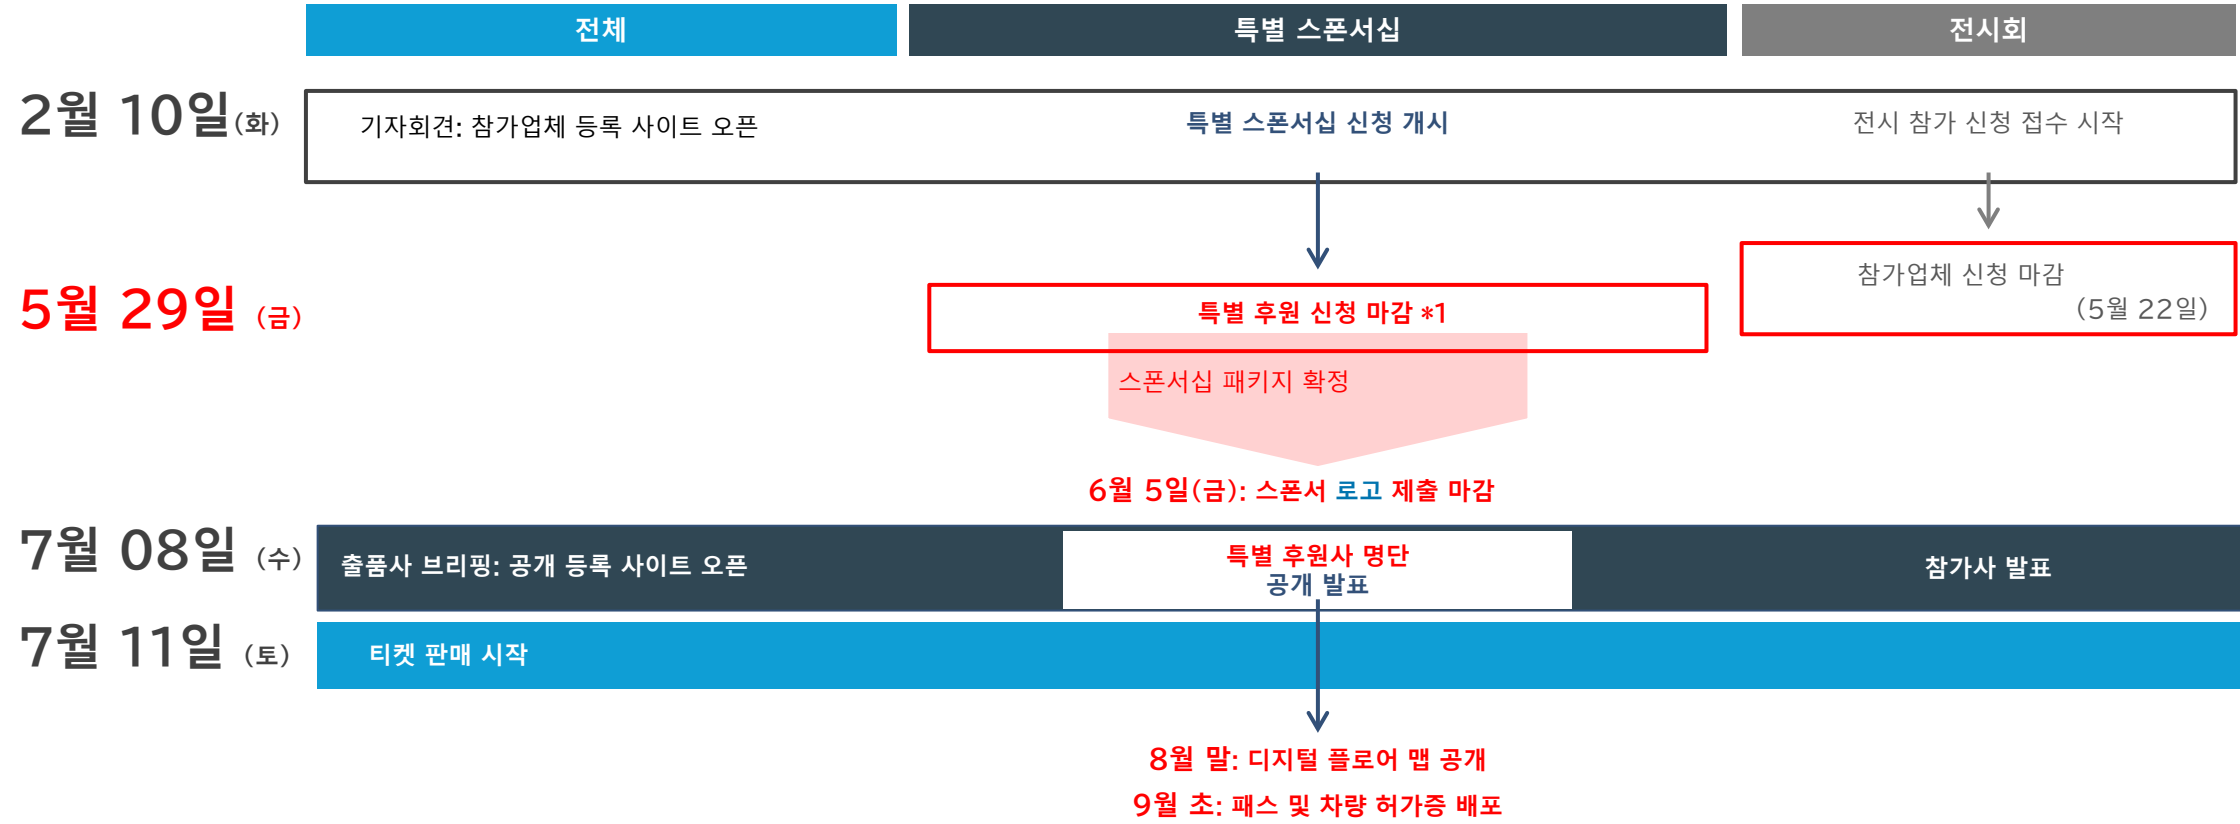 전체
특별 스폰서십
전시회
2월 10일(화)
기자회견: 참가업체 등록 사이트 오픈
특별 스폰서십 신청 개시
전시 참가 신청 접수 시작
5월 29일 (금)
특별 후원 신청 마감 *1
참가업체 신청 마감
(5월 22일)
스폰서십 패키지 확정
6월 5일(금): 스폰서 로고 제출 마감
7월 08일 (수)
출품사 브리핑: 공개 등록 사이트 오픈
특별 후원사 명단
공개 발표
참가사 발표
7월 11일 (토)
티켓 판매 시작
8월 말: 디지털 플로어 맵 공개
9월 초: 패스 및 차량 허가증 배포